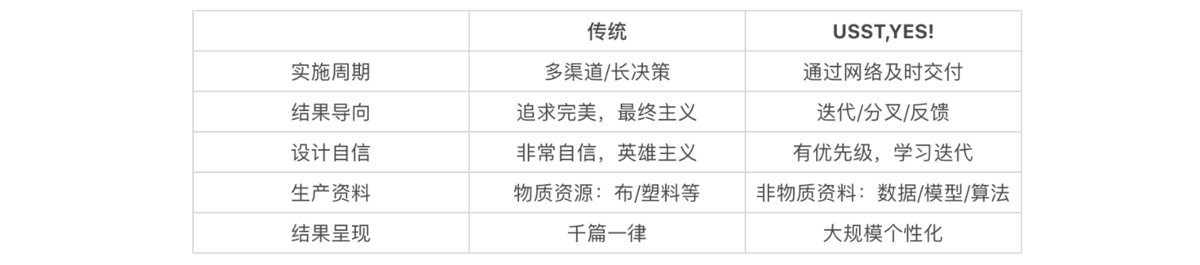 传统 USST,YES!
实施周期 多渠道/长决策 通过网络及时交付
结果导向 追求完美，最终主义 迭代/分叉/反馈
设计自信 非常自信，英雄主义 有优先级，学习迭代
生产资料 物质资源：布/塑料等 非物质资料：数据/模型/算法
结果呈现 千篇一律 大规模个性化